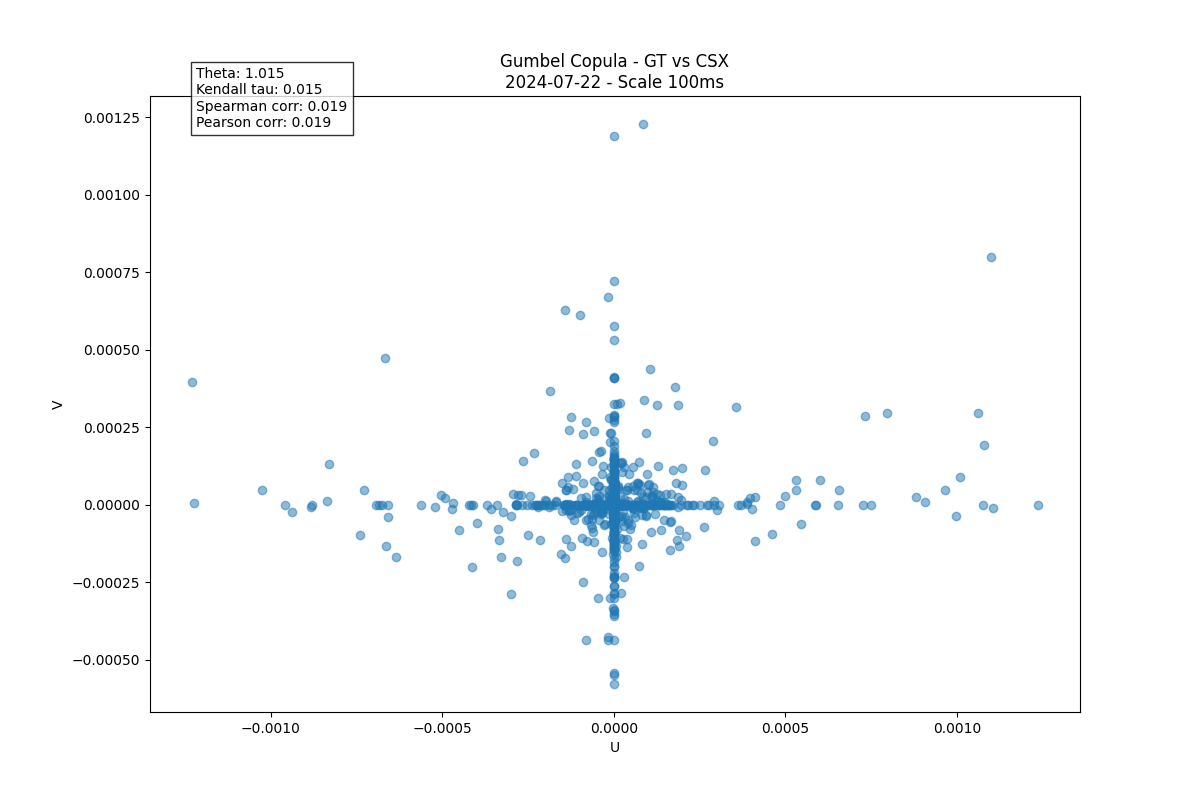 Gumbel Copula - GT vs CSX
2024-07-22 - Scale 100ms
Theta: 1.015
Kendall tau: 0.015
Spearman corr: 0.019
Pearson corr: 0.019
V
0.00125
0.00100
0.00075
0.00050
0.00025
0.00000
−0.00025
−0.00050
−0.0010
−0.0005
0.0000
0.0005
0.0010
U